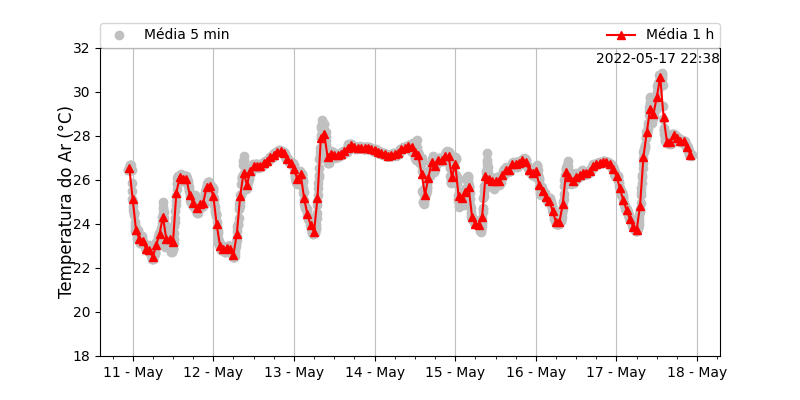 Média 5 min
Média 1 h
2022-05-17 22:38
Temperatura do Ar (°C)
32
30
28
26
24
22
20
18
11 - May
12 - May
13 - May
14 - May
15 - May
16 - May
17 - May
18 - May